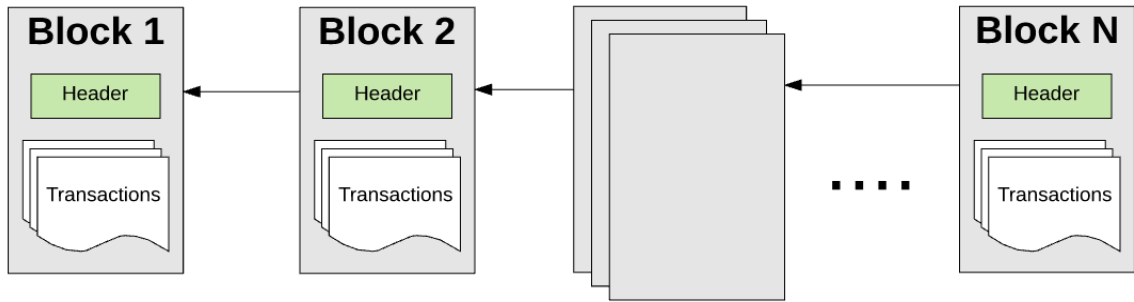 Block 1
Header
Transactions
Block 2
Header
Transactions
....
Block N
Header
Transactions